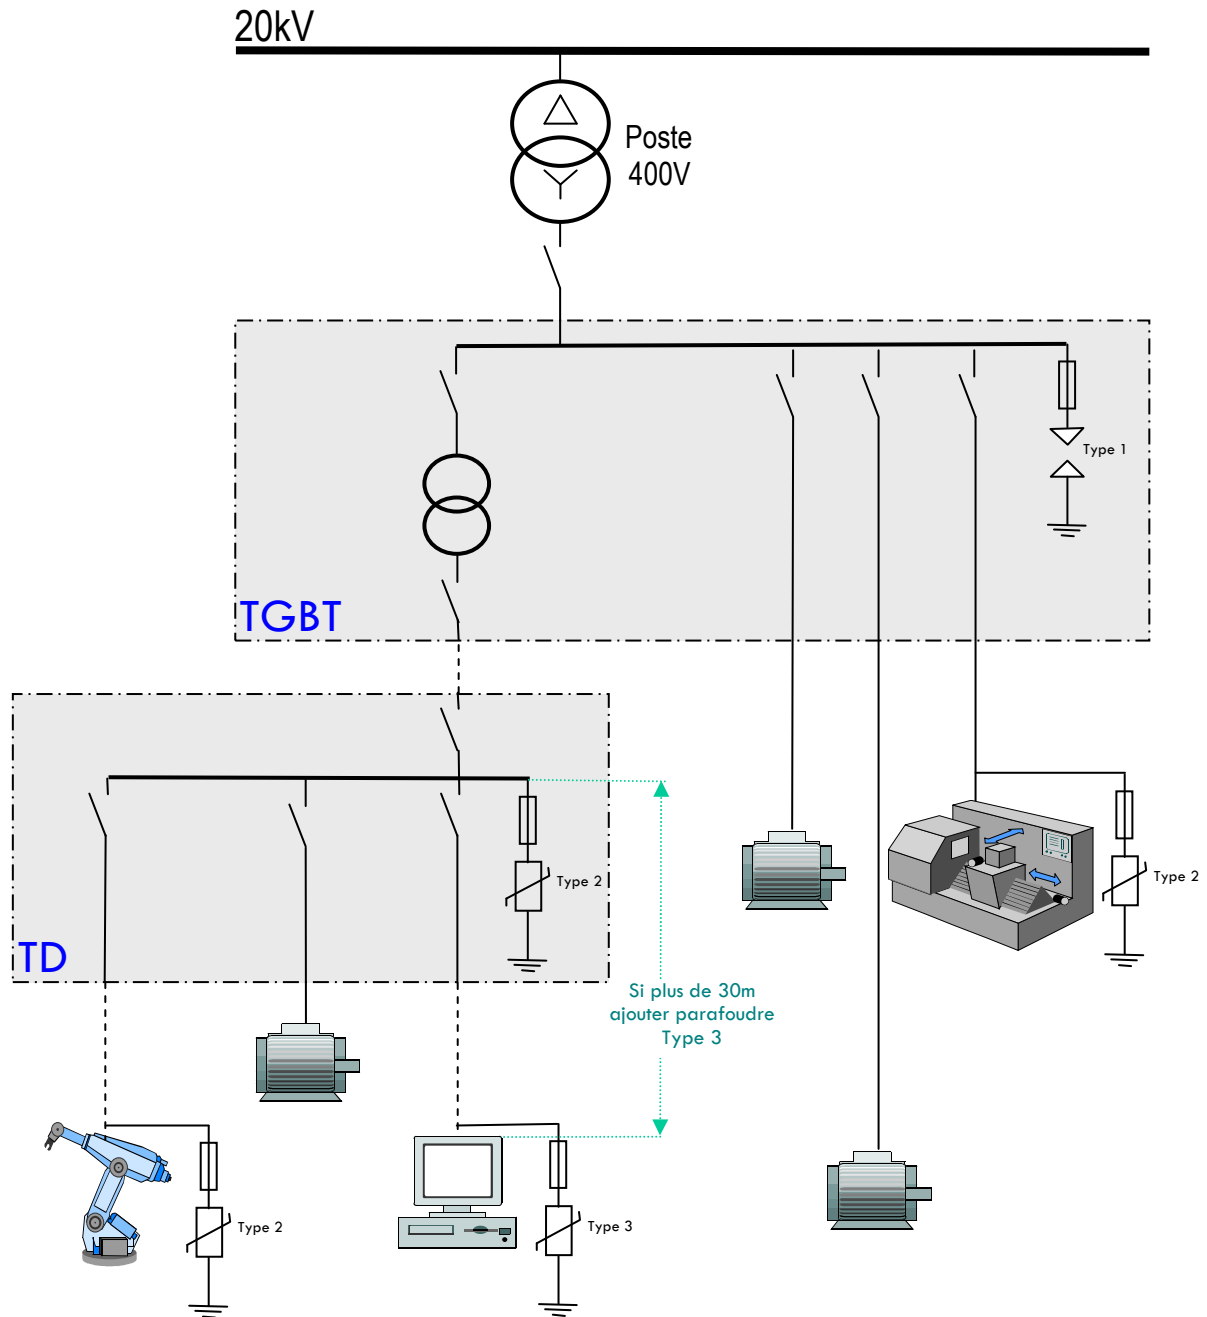 20kV
Poste
400V
Type 1
TGBT
Type 2
Type 2
TD
Si plus de 30m
ajouter parafoudre
Type 3
Type 2
Type 3